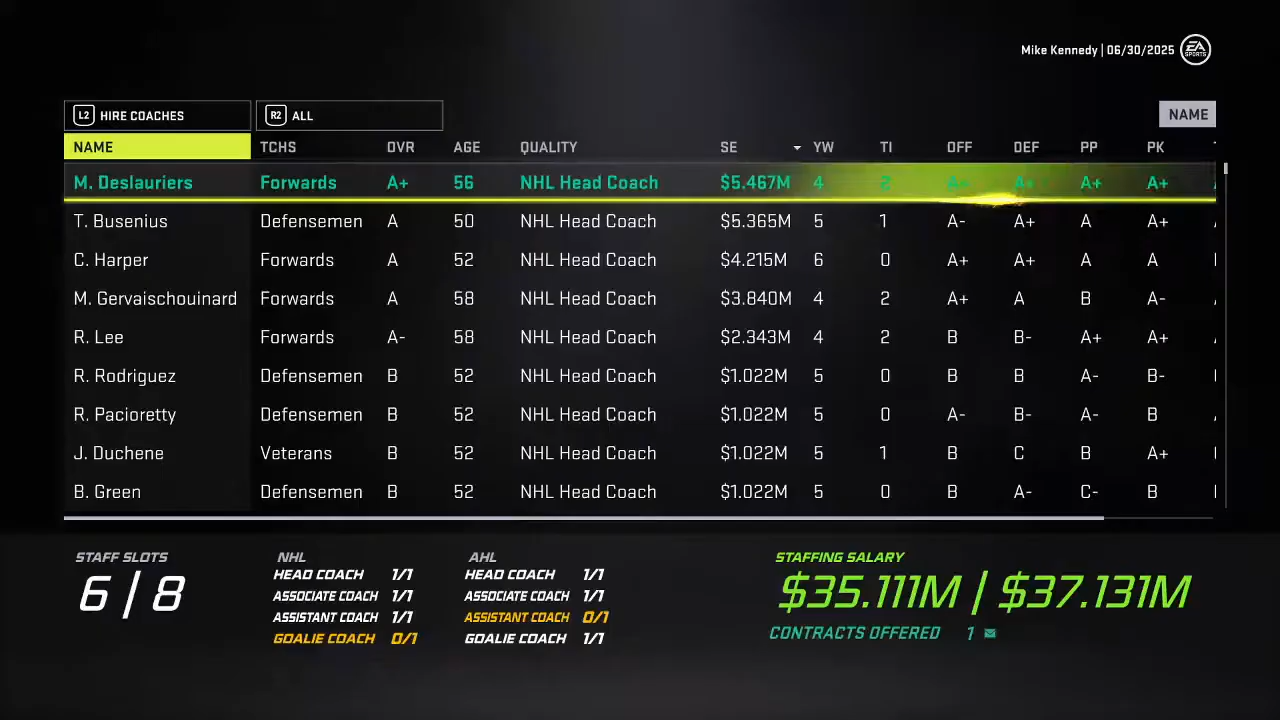 Mike Kennedy | 06/30/2025 EA SPORTS
L2 HIRE COACHES R2 ALL NAME
NAME TCHS OVR AGE QUALITY SE YW TI OFF DEF PP PK
M. Deslauriers Forwards A+ 56 NHL Head Coach $5.467M 4 2 A+ A+ A+ A+
T. Busenius Defensemen A 50 NHL Head Coach $5.365M 5 1 A- A+ A A+
C. Harper Forwards A 52 NHL Head Coach $4.215M 6 0 A+ A+ A A
M. Gervaischouinard Forwards A 58 NHL Head Coach $3.840M 4 2 A+ A B A-
R. Lee Forwards A- 58 NHL Head Coach $2.343M 4 2 B B- A+ A+
R. Rodriguez Defensemen B 52 NHL Head Coach $1.022M 5 0 B B A- B-
R. Pacioretty Defensemen B 52 NHL Head Coach $1.022M 5 0 A- B- A- B
J. Duchene Veterans B 52 NHL Head Coach $1.022M 5 1 B C B A+
B. Green Defensemen B 52 NHL Head Coach $1.022M 5 0 B A- C- B
STAFF SLOTS NHL AHL STAFFING SALARY
6 / 8 HEAD COACH 1/1 HEAD COACH 1/1 $35.111M / $37.131M
ASSOCIATE COACH 1/1 ASSOCIATE COACH 1/1
ASSISTANT COACH 1/1 ASSISTANT COACH 0/1
GOALIE COACH 0/1 GOALIE COACH 1/1 CONTRACTS OFFERED 1